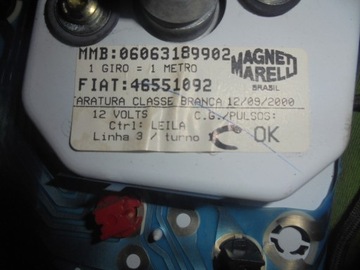 MMB:06063189902
MAGNETI
MARELLI
BRASIL
1 GIRO = 1 METRO
FIAT:46551092
TARATURA CLASSE BRANCA 12/09/2000
12 VOLTS
C.G./PULSOS:
Ctrl: LEILA
OK
Linha 3 / turno